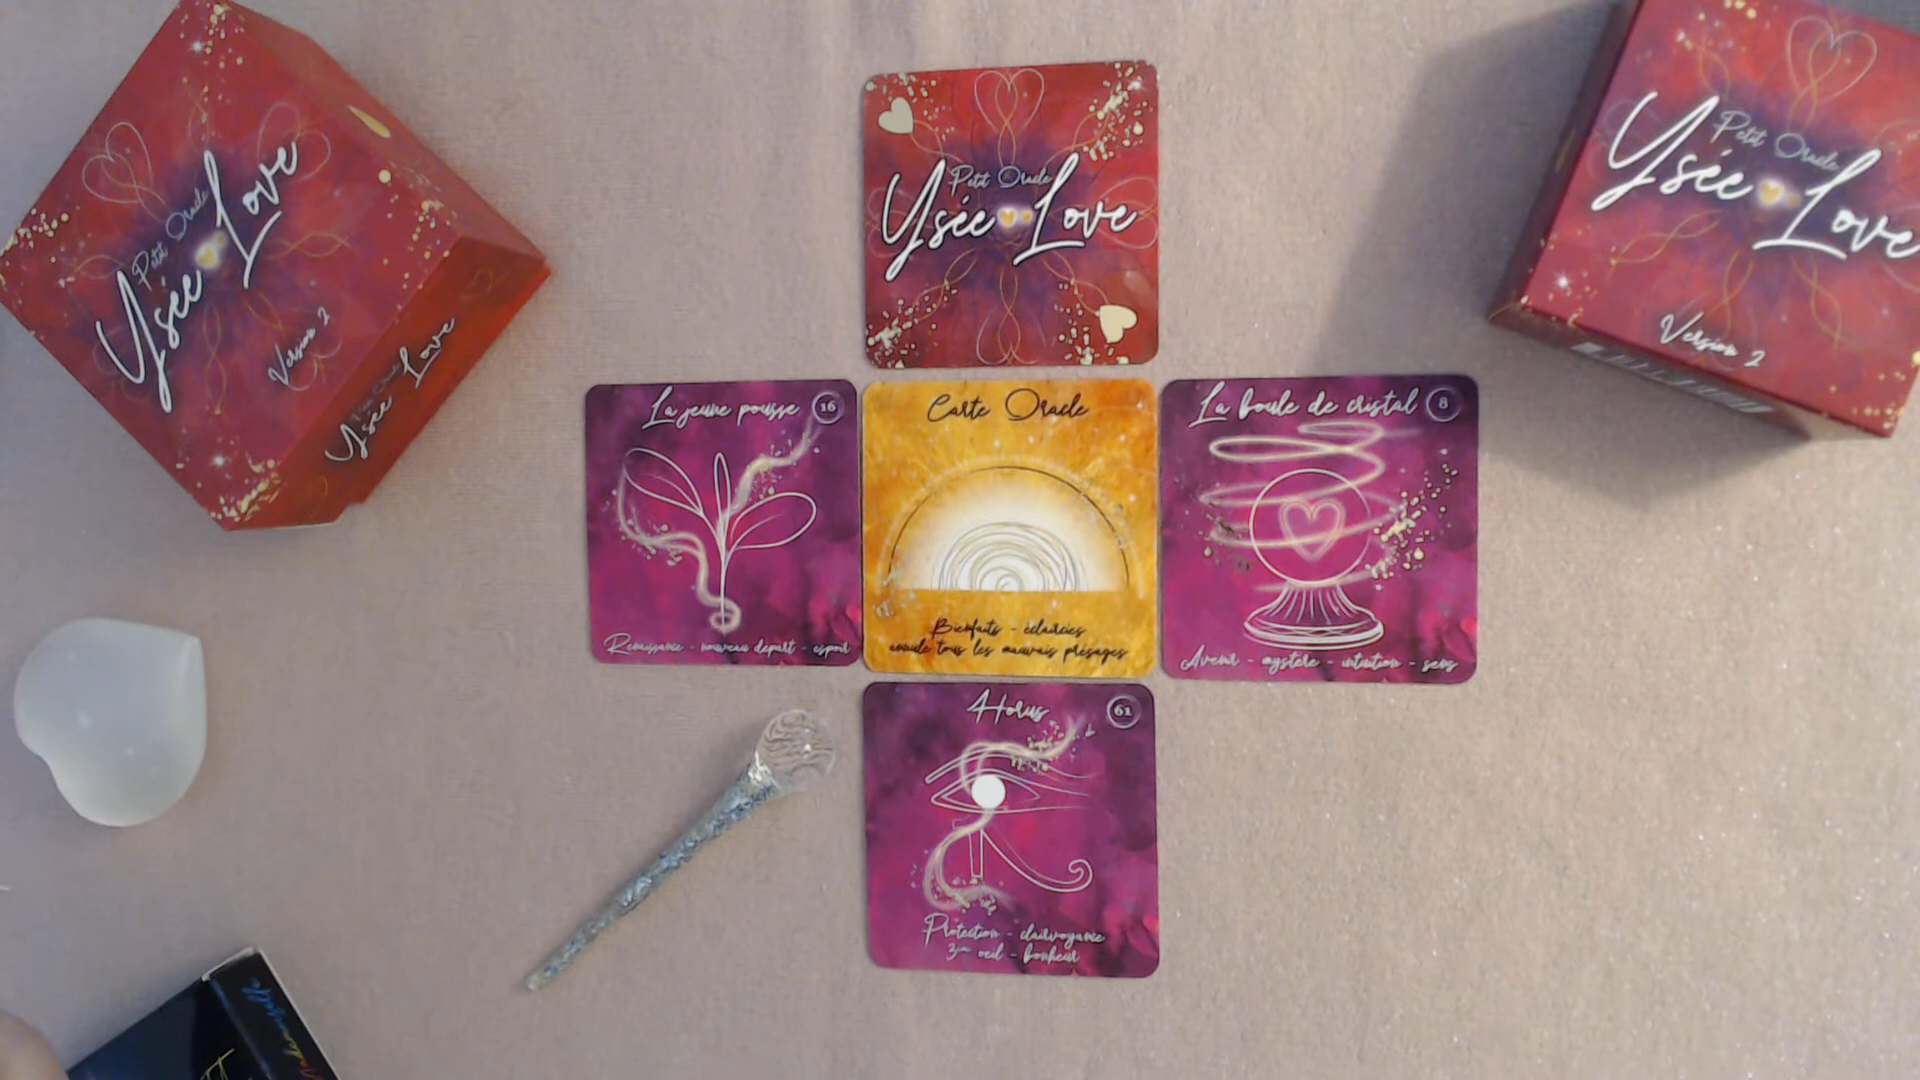 Petit Oracle
Ysée Love
Version 2
Ysée Love
Petit Oracle
Ysée Love
Petit Oracle
Ysée Love
Version 2
La jeune pousse 16
Renaissance - nouveau départ - espoir
Carte Oracle
Bienfaits - éclaircies
annule tous les mauvais présages
La boule de cristal 8
Avenir - mystère - intuition - sens
Horus 61
Protection - clairvoyance
3ème oeil - bonheur